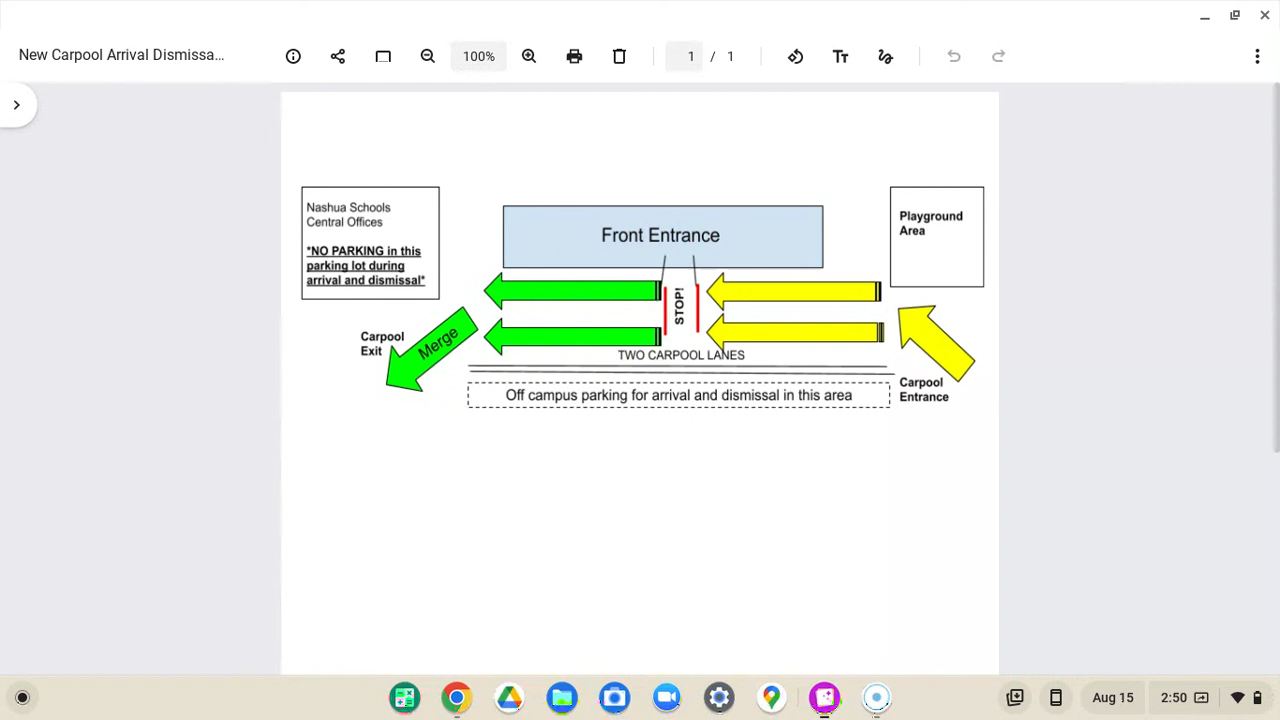 New Carpool Arrival Dismissa...
100%
1 / 1
Nashua Schools
Central Offices
*NO PARKING in this
parking lot during
arrival and dismissal*
Front Entrance
Playground
Area
STOP!
Carpool
Exit
Merge
TWO CARPOOL LANES
Carpool
Entrance
Off campus parking for arrival and dismissal in this area
Aug 15
2:50